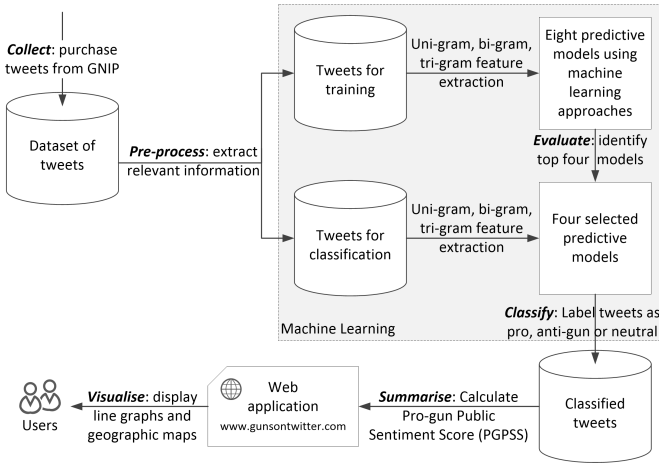 Collect: purchase
tweets from GNIP
Dataset of
tweets
Pre-process: extract
relevant information
Tweets for
training
Uni-gram, bi-gram,
tri-gram feature
extraction
Eight predictive
models using
machine
learning
approaches
Evaluate: identify
top four models
Tweets for
classification
Uni-gram, bi-gram,
tri-gram feature
extraction
Four selected
predictive
models
Machine Learning
Classify: Label tweets as
pro, anti-gun or neutral
Classified
tweets
Summarise: Calculate
Pro-gun Public
Sentiment Score (PGPSS)
Web
application
www.gunsontwitter.com
Visualise: display
line graphs and
geographic maps
Users